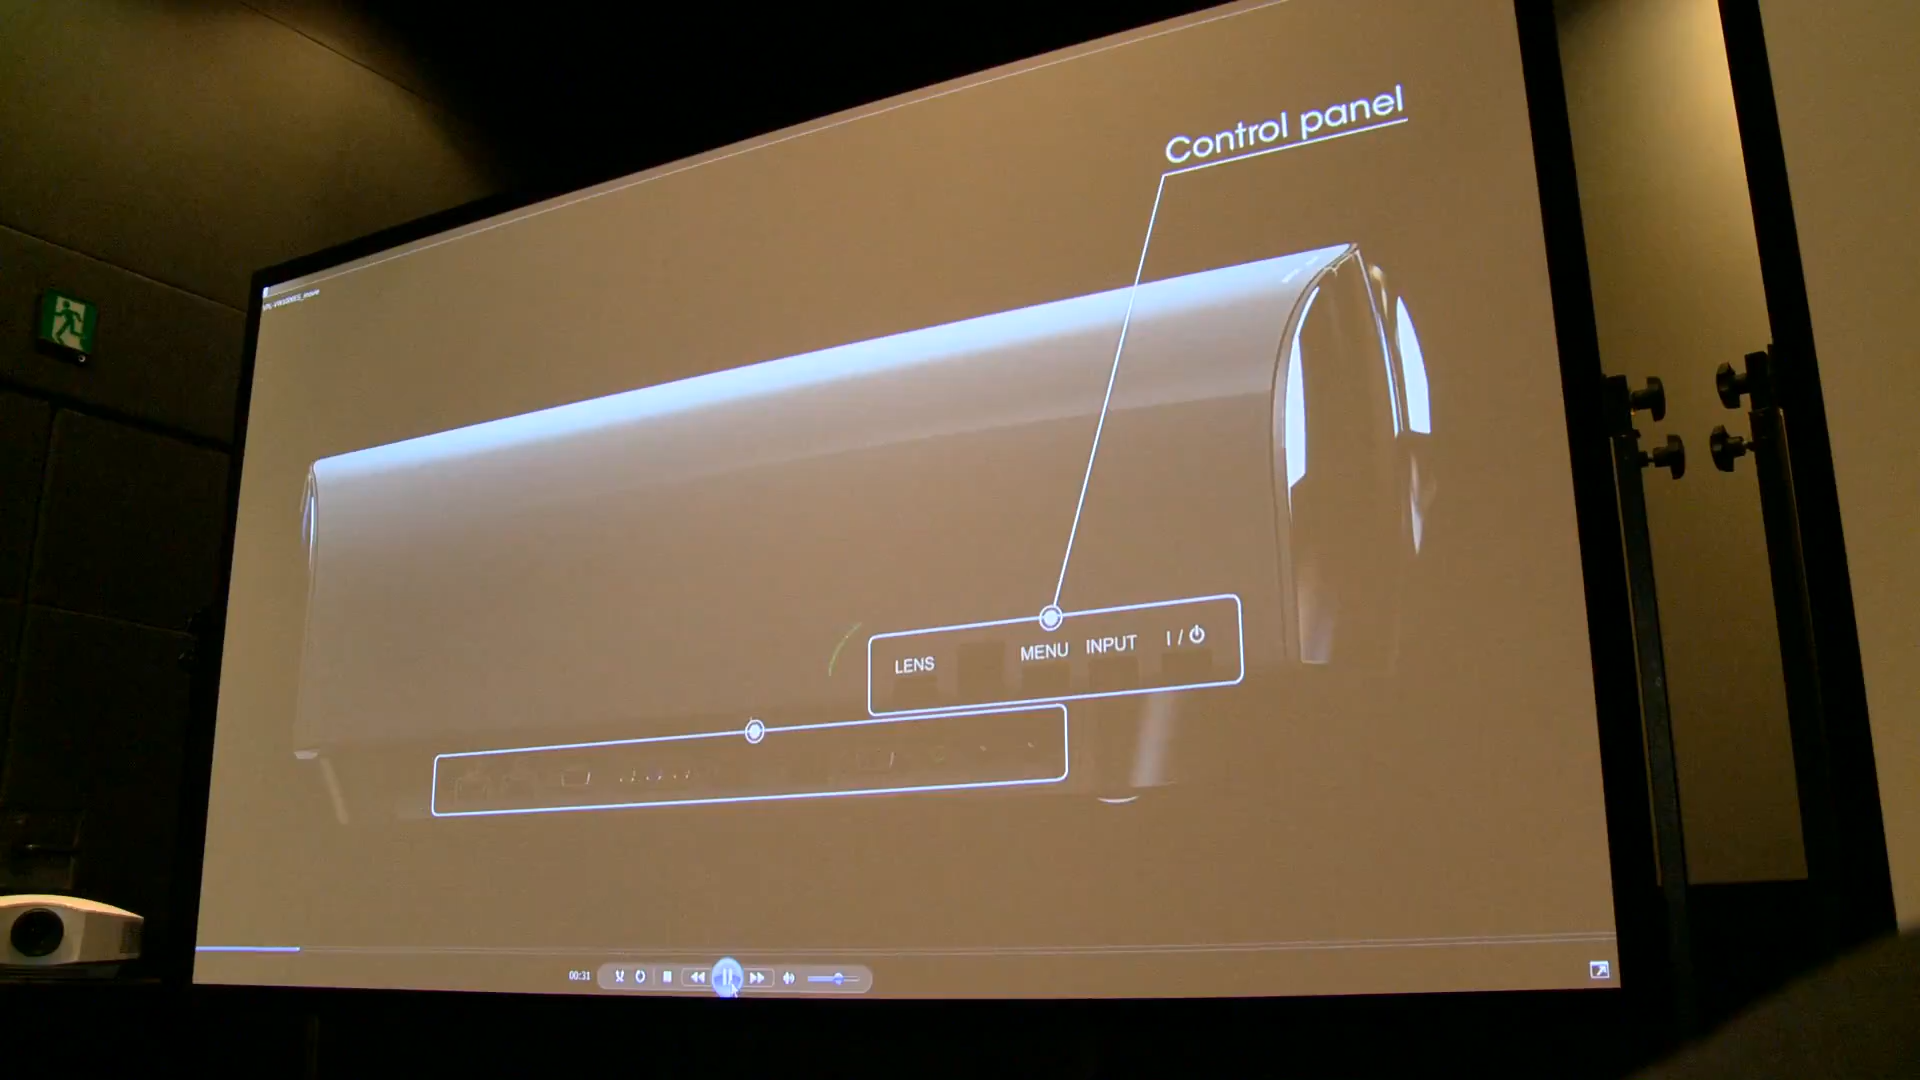 Control panel
LENS
MENU INPUT I / ⏻
00:31